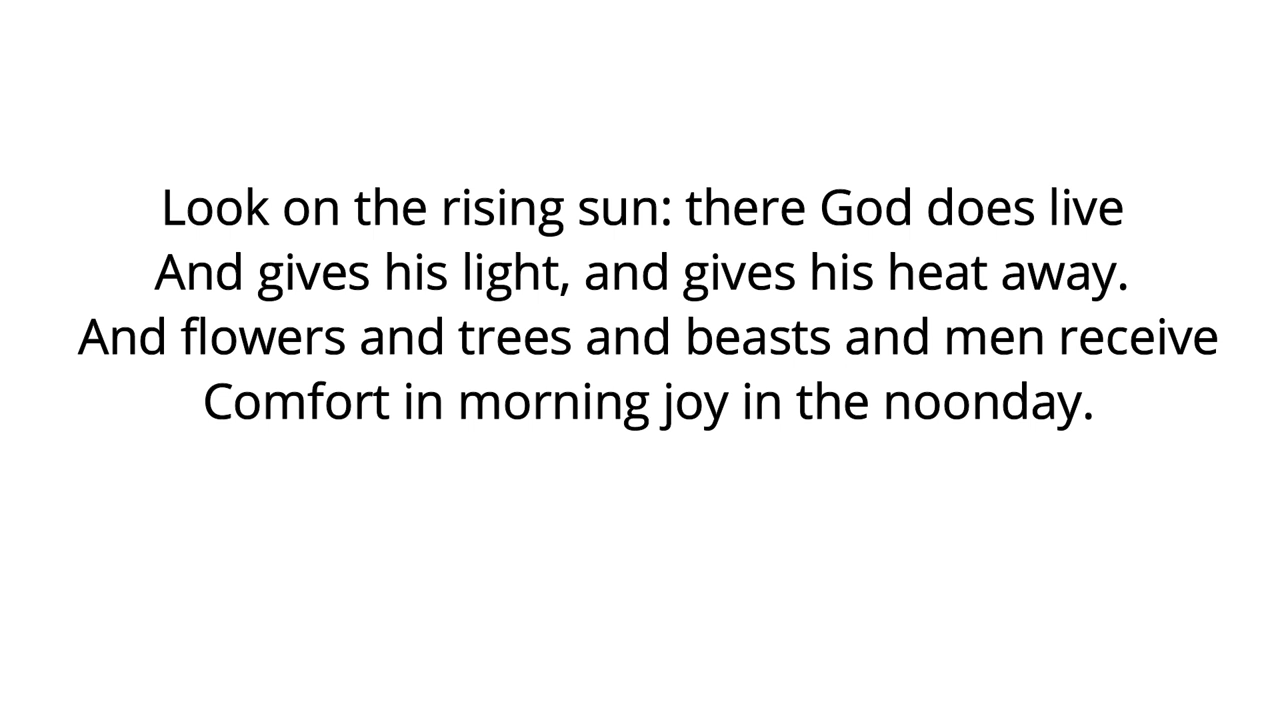 Look on the rising sun: there God does live
And gives his light, and gives his heat away.
And flowers and trees and beasts and men receive
Comfort in morning joy in the noonday.